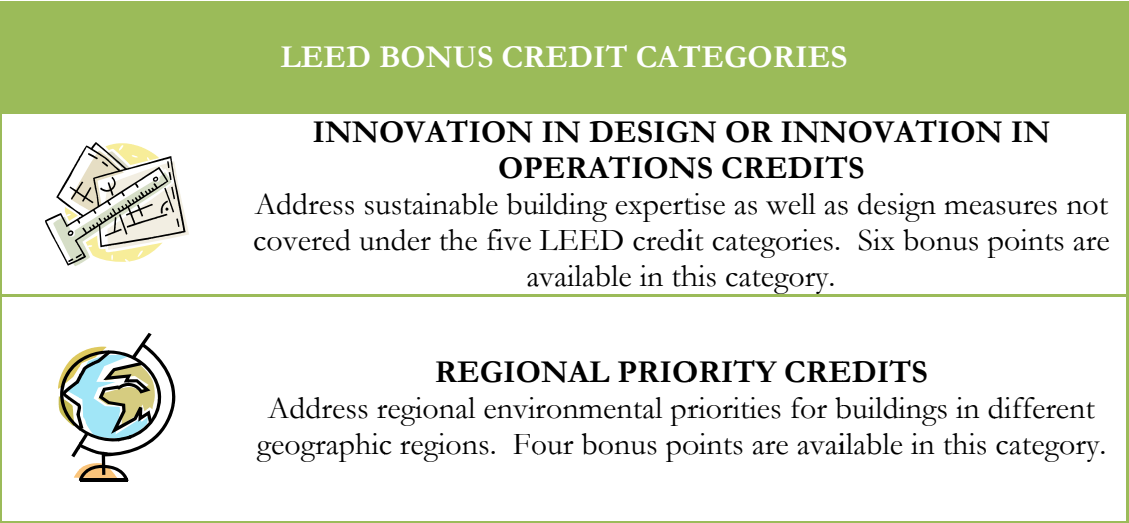 LEED BONUS CREDIT CATEGORIES
INNOVATION IN DESIGN OR INNOVATION IN
OPERATIONS CREDITS
Address sustainable building expertise as well as design measures not
covered under the five LEED credit categories.  Six bonus points are
available in this category.
REGIONAL PRIORITY CREDITS
Address regional environmental priorities for buildings in different
geographic regions.  Four bonus points are available in this category.